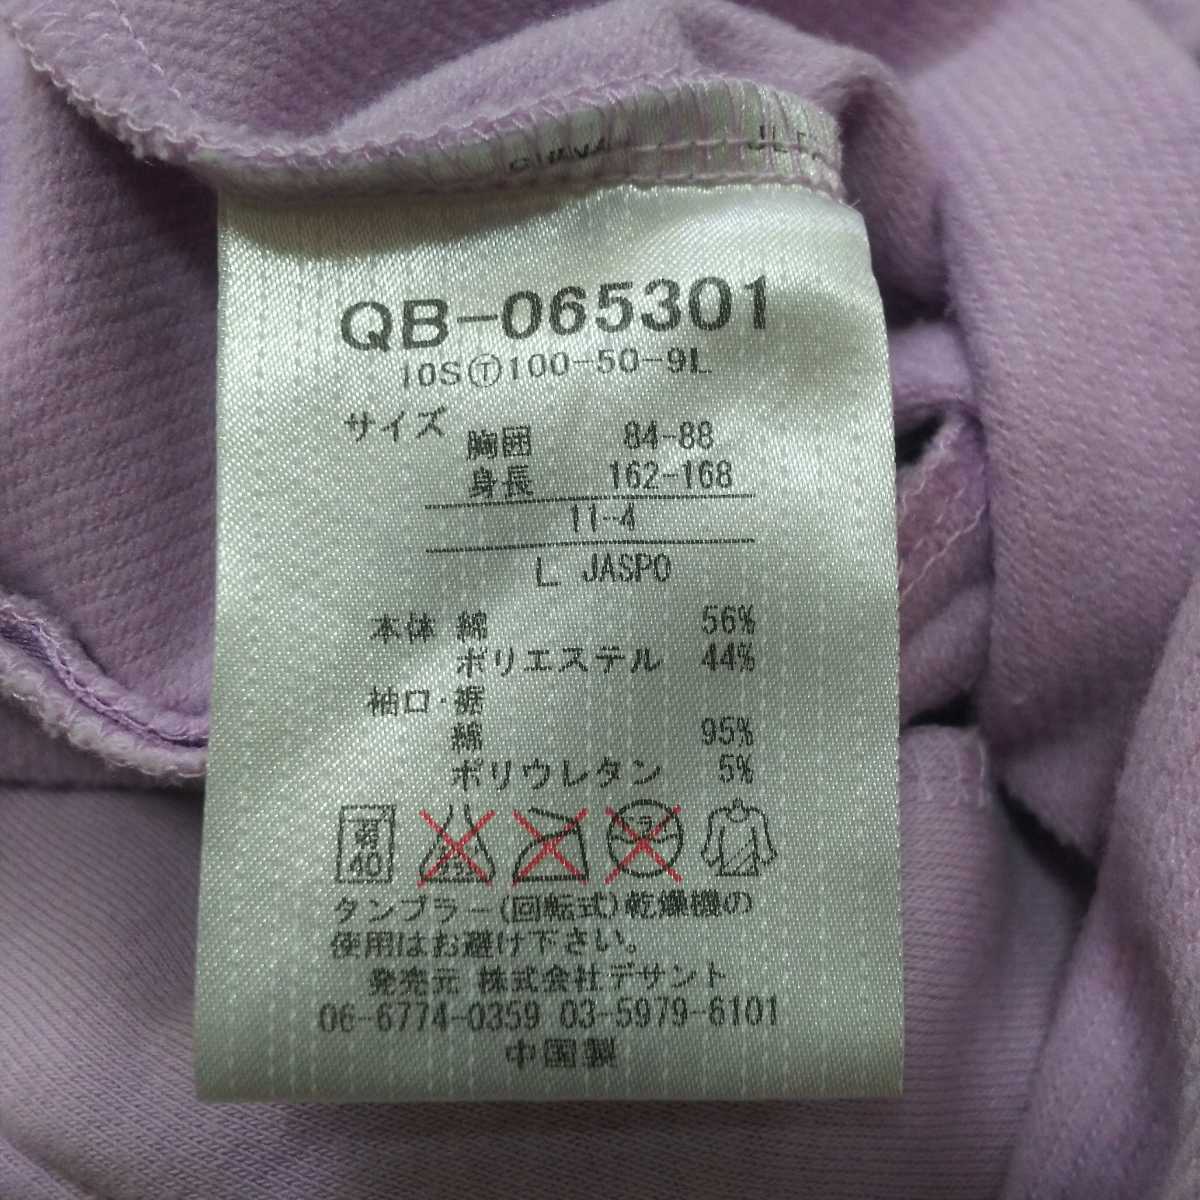 QB-065301
10SⓉ100-50-9L
サイズ 胸囲 84-88
身長 162-168
11-4
L JASPO
本体 綿 56%
ポリエステル 44%
袖口・裾
綿 95%
ポリウレタン 5%
弱 40
タンブラー(回転式)乾燥機の
使用はお避け下さい。
発売元 株式会社デサント
06-6774-0359 03-5979-6101
中国製